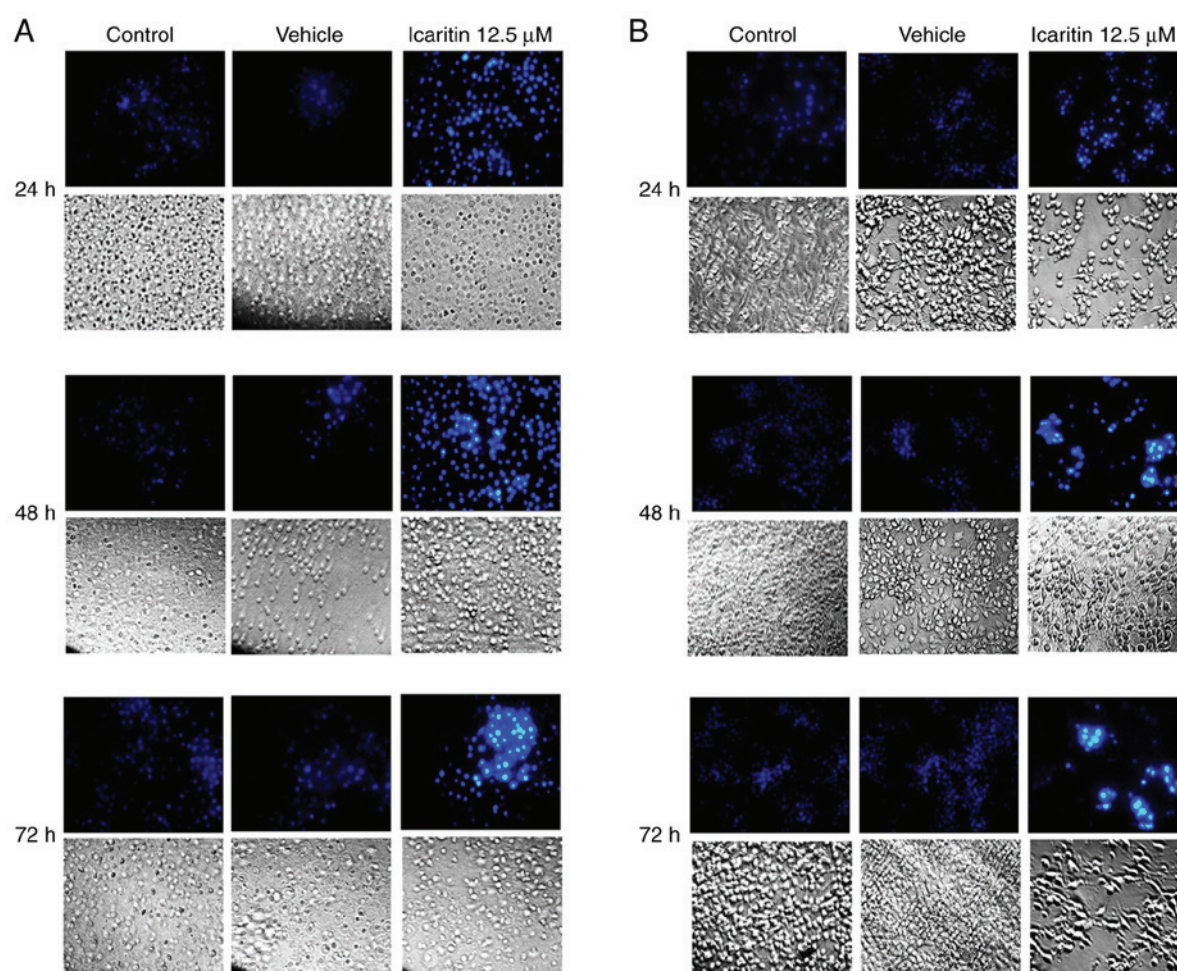 A
Control Vehicle Icaritin 12.5 μM
24 h
48 h
72 h
B
Control Vehicle Icaritin 12.5 μM
24 h
48 h
72 h